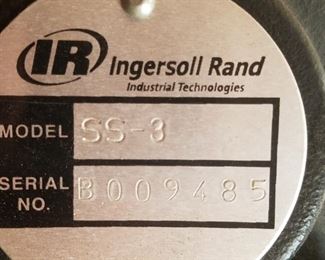 IR Ingersoll Rand
Industrial Technologies
MODEL SS-3
SERIAL NO. B009485